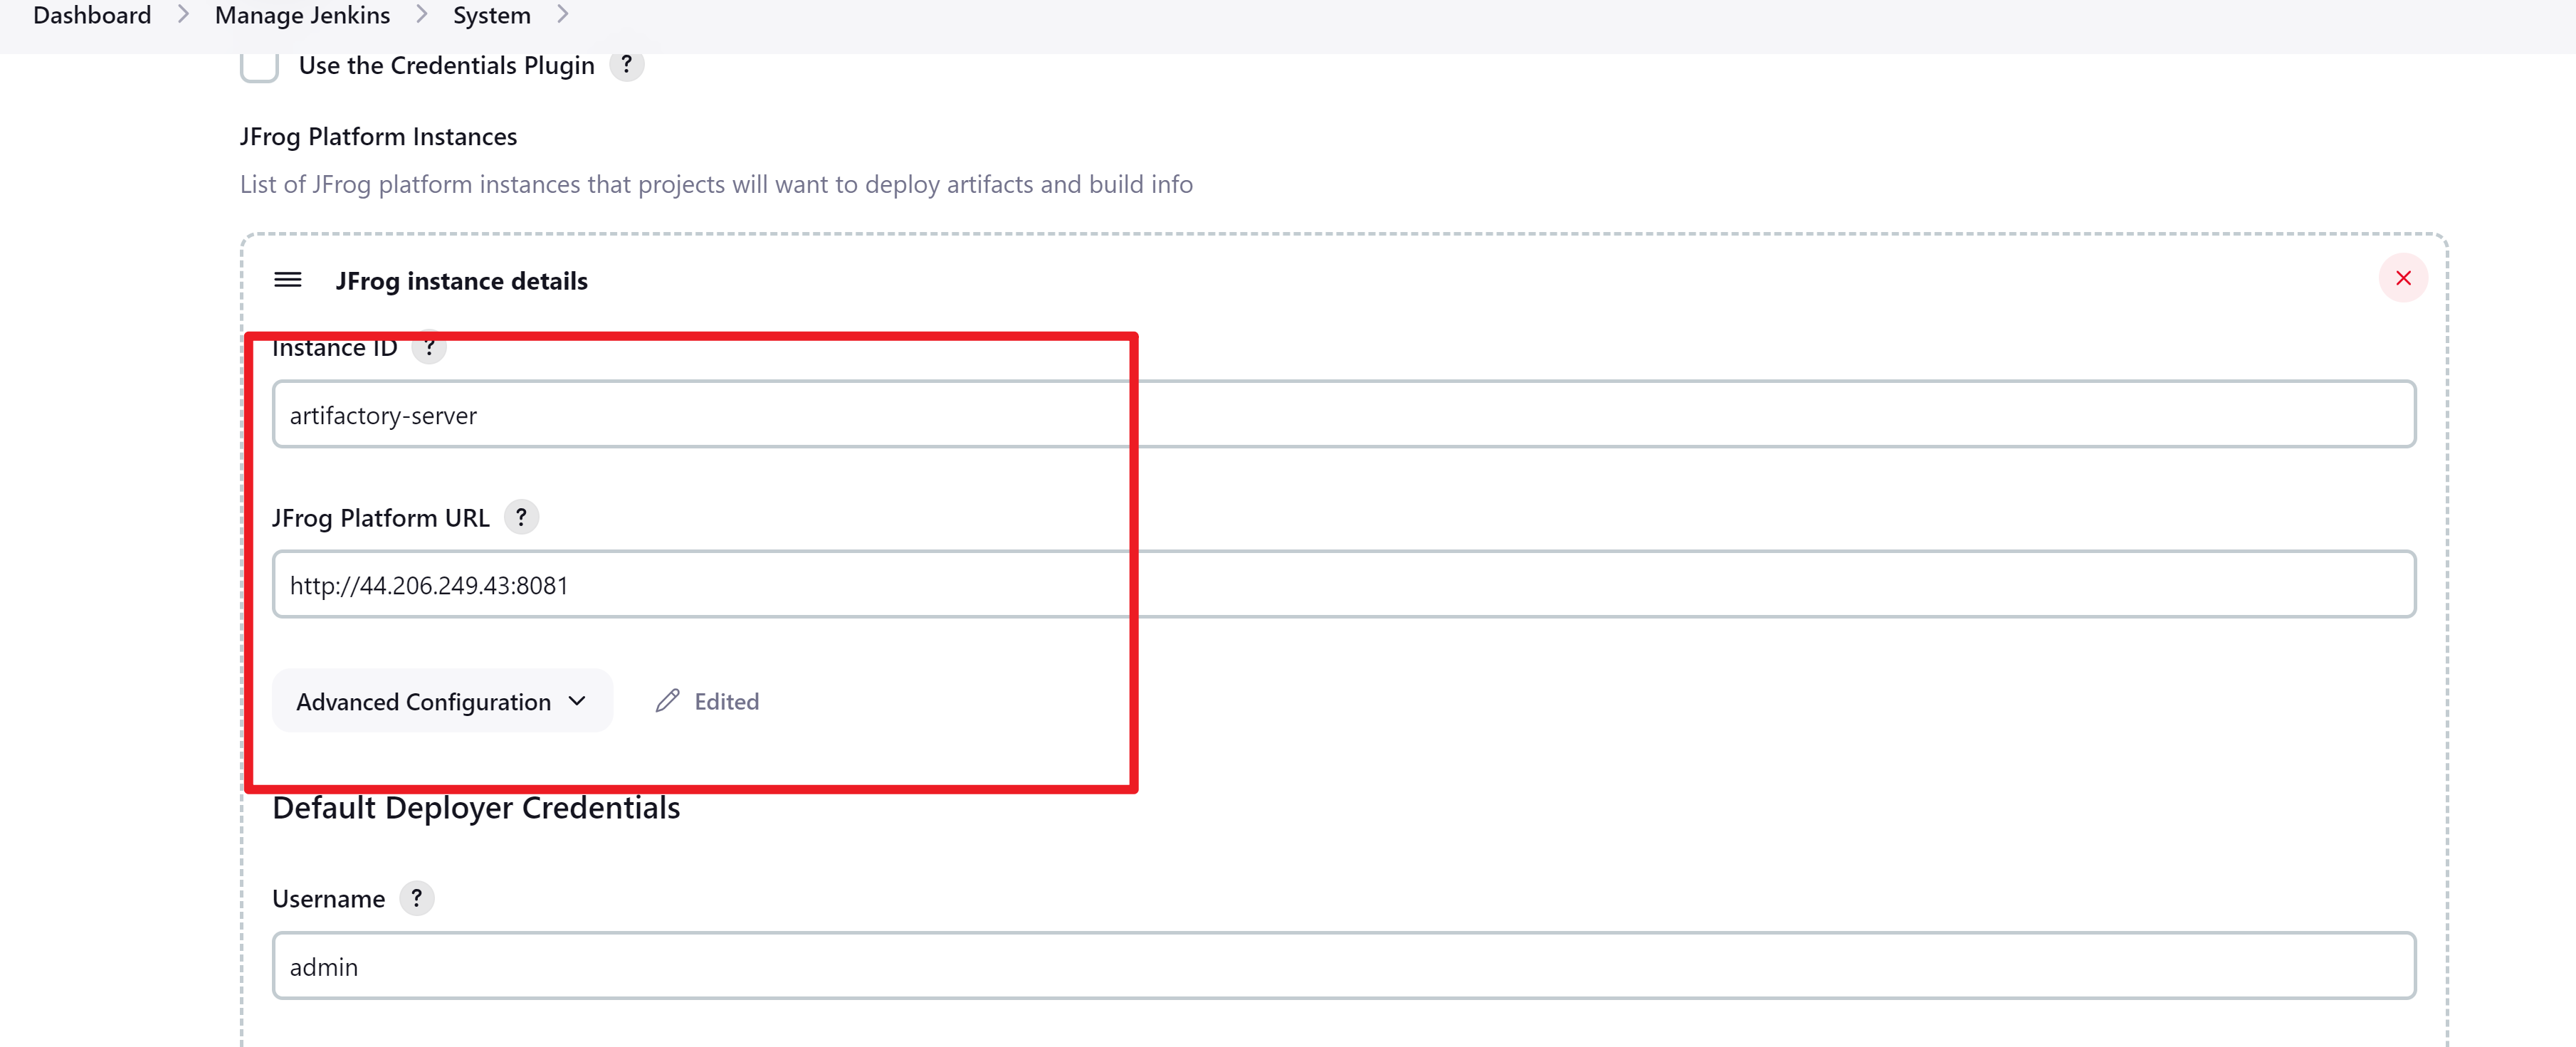 Dashboard > Manage Jenkins > System >
Use the Credentials Plugin ?
JFrog Platform Instances
List of JFrog platform instances that projects will want to deploy artifacts and build info
JFrog instance details
Instance ID ?
artifactory-server
JFrog Platform URL ?
http://44.206.249.43:8081
Advanced Configuration Edited
Default Deployer Credentials
Username ?
admin